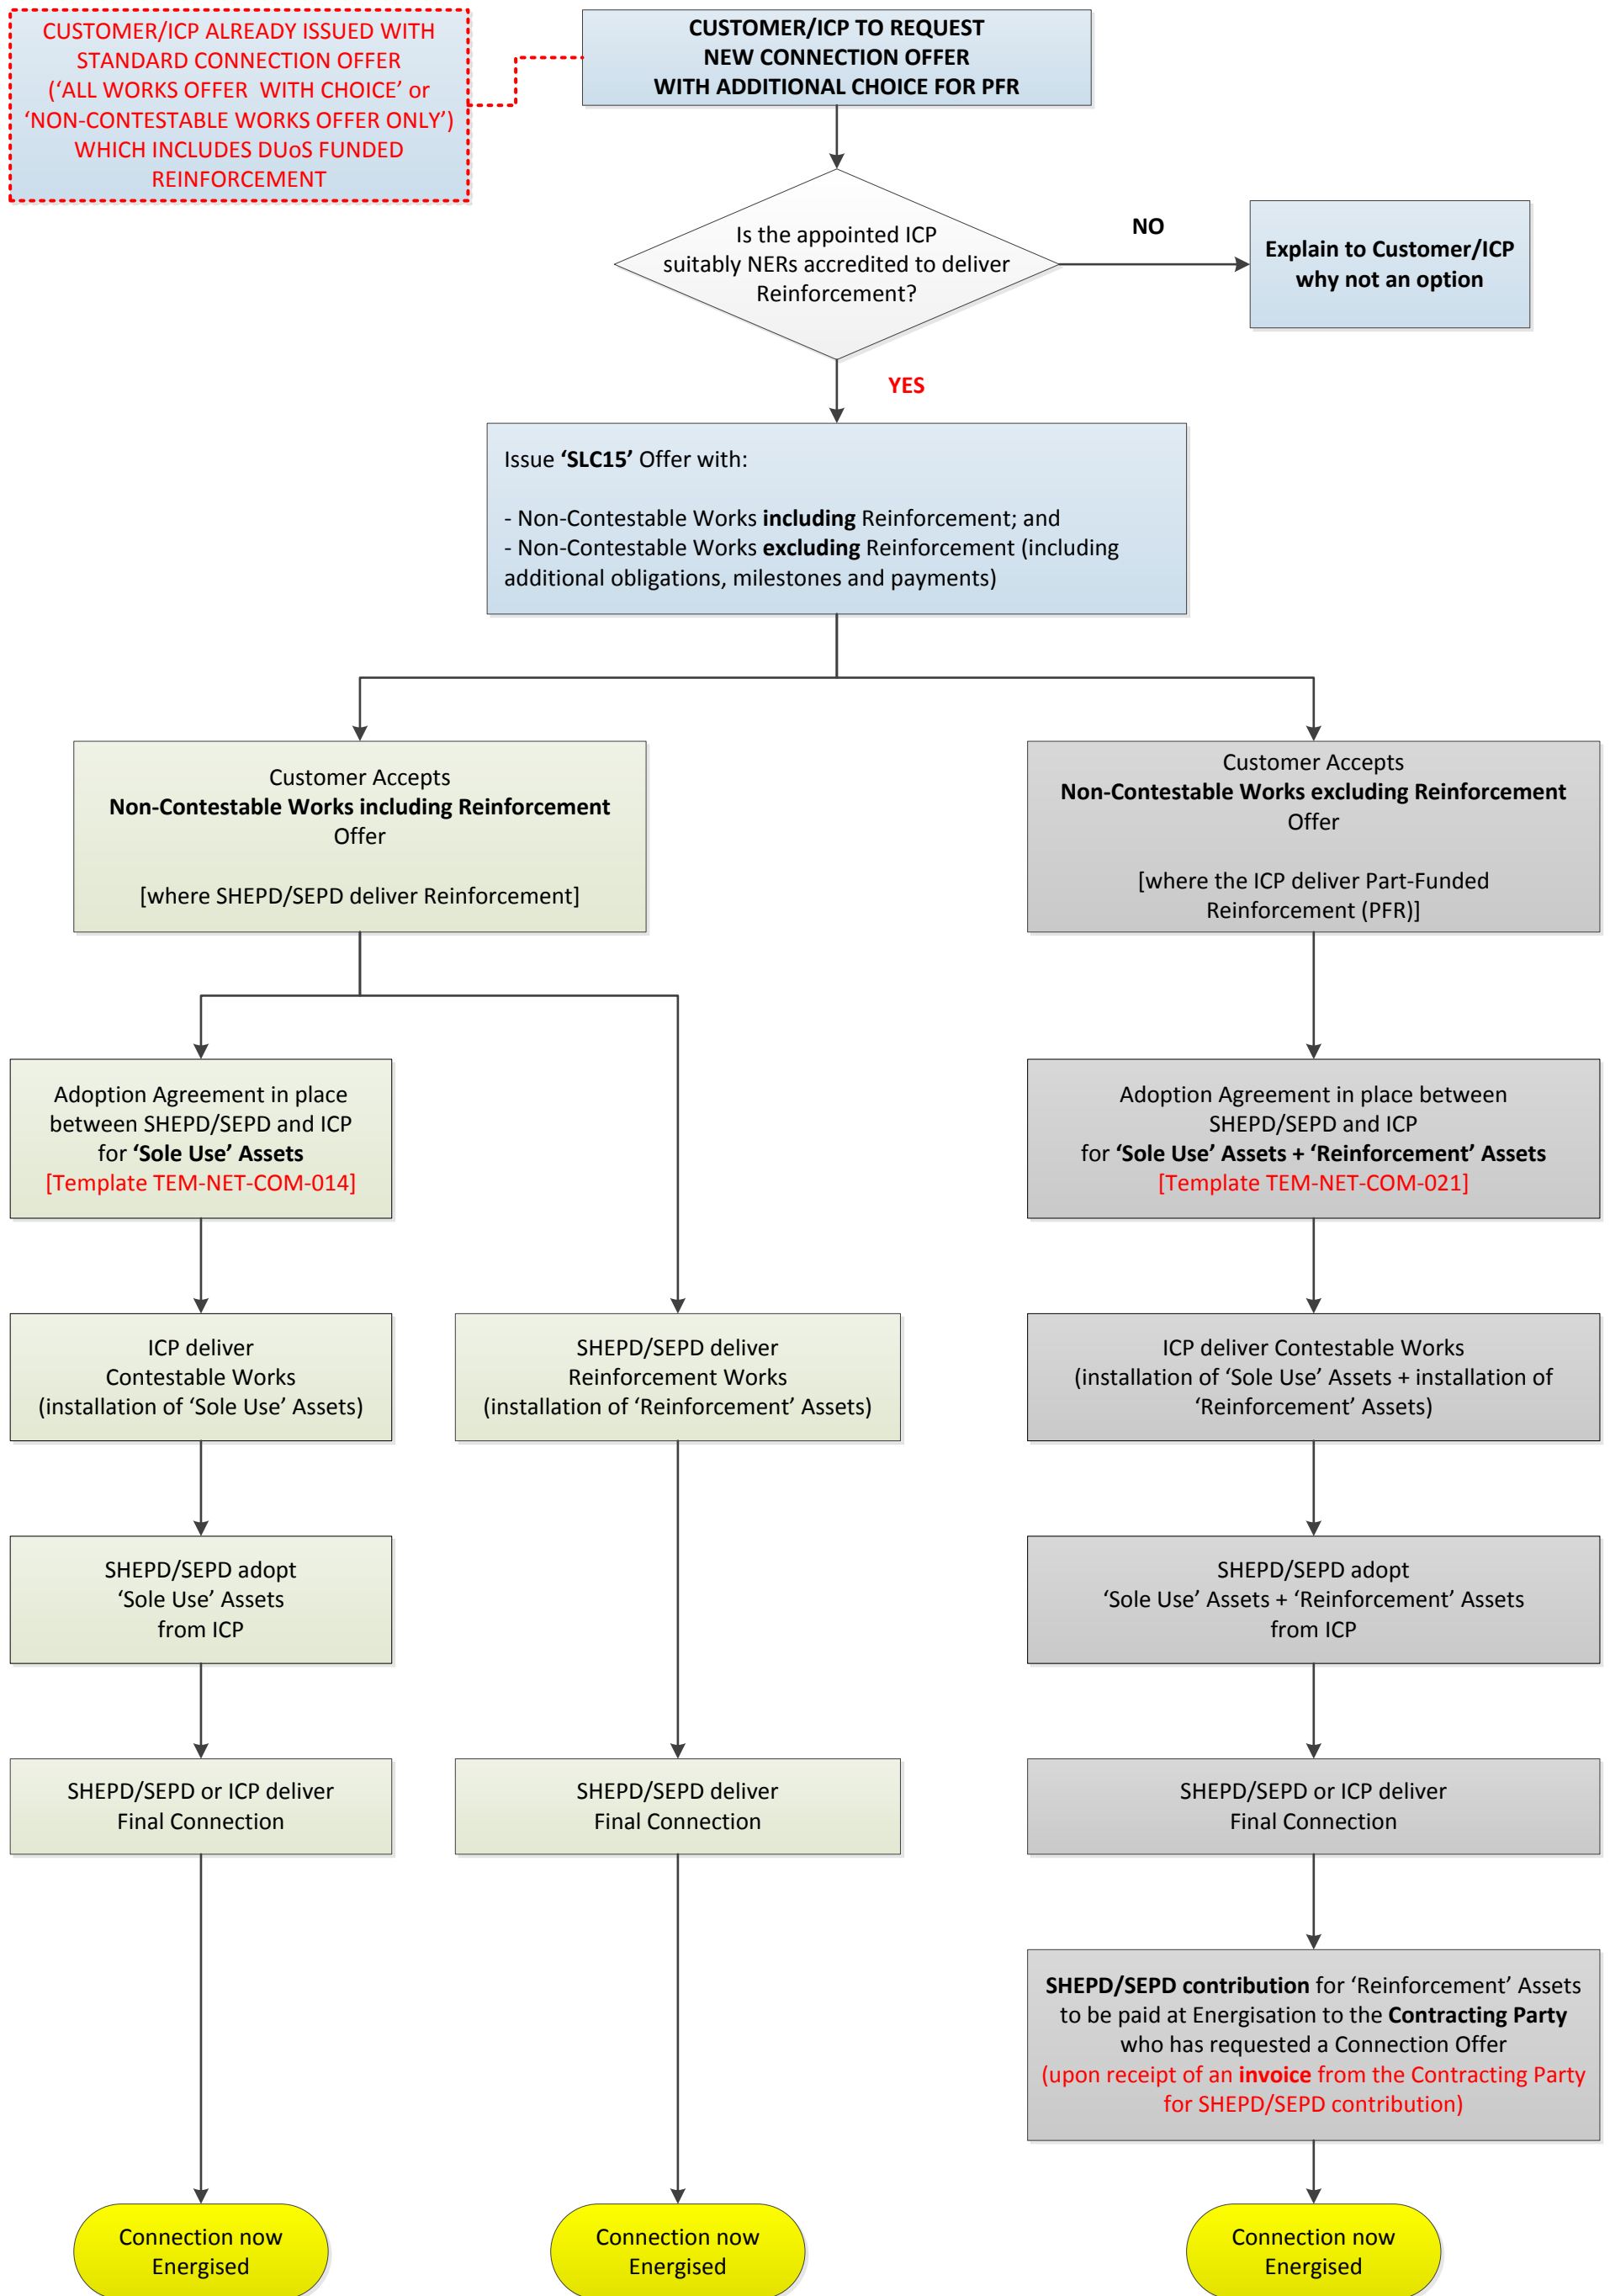 CUSTOMER/ICP ALREADY ISSUED WITH
STANDARD CONNECTION OFFER
(‘ALL WORKS OFFER  WITH CHOICE’ or
‘NON-CONTESTABLE WORKS OFFER ONLY’)
WHICH INCLUDES DUoS FUNDED
REINFORCEMENT
CUSTOMER/ICP TO REQUEST
NEW CONNECTION OFFER
WITH ADDITIONAL CHOICE FOR PFR
Is the appointed ICP
suitably NERs accredited to deliver
Reinforcement?
NO
Explain to Customer/ICP
why not an option
YES
Issue ‘SLC15’ Offer with:
- Non-Contestable Works including Reinforcement; and
- Non-Contestable Works excluding Reinforcement (including
additional obligations, milestones and payments)
Customer Accepts
Non-Contestable Works including Reinforcement
Offer
[where SHEPD/SEPD deliver Reinforcement]
Customer Accepts
Non-Contestable Works excluding Reinforcement
Offer
[where the ICP deliver Part-Funded
Reinforcement (PFR)]
Adoption Agreement in place
between SHEPD/SEPD and ICP
for ‘Sole Use’ Assets
[Template TEM-NET-COM-014]
Adoption Agreement in place between
SHEPD/SEPD and ICP
for ‘Sole Use’ Assets + ‘Reinforcement’ Assets
[Template TEM-NET-COM-021]
ICP deliver
Contestable Works
(installation of ‘Sole Use’ Assets)
SHEPD/SEPD deliver
Reinforcement Works
(installation of ‘Reinforcement’ Assets)
ICP deliver Contestable Works
(installation of ‘Sole Use’ Assets + installation of
‘Reinforcement’ Assets)
SHEPD/SEPD adopt
‘Sole Use’ Assets
from ICP
SHEPD/SEPD adopt
‘Sole Use’ Assets + ‘Reinforcement’ Assets
from ICP
SHEPD/SEPD or ICP deliver
Final Connection
SHEPD/SEPD deliver
Final Connection
SHEPD/SEPD or ICP deliver
Final Connection
SHEPD/SEPD contribution for ‘Reinforcement’ Assets
to be paid at Energisation to the Contracting Party
who has requested a Connection Offer
(upon receipt of an invoice from the Contracting Party
for SHEPD/SEPD contribution)
Connection now
Energised
Connection now
Energised
Connection now
Energised